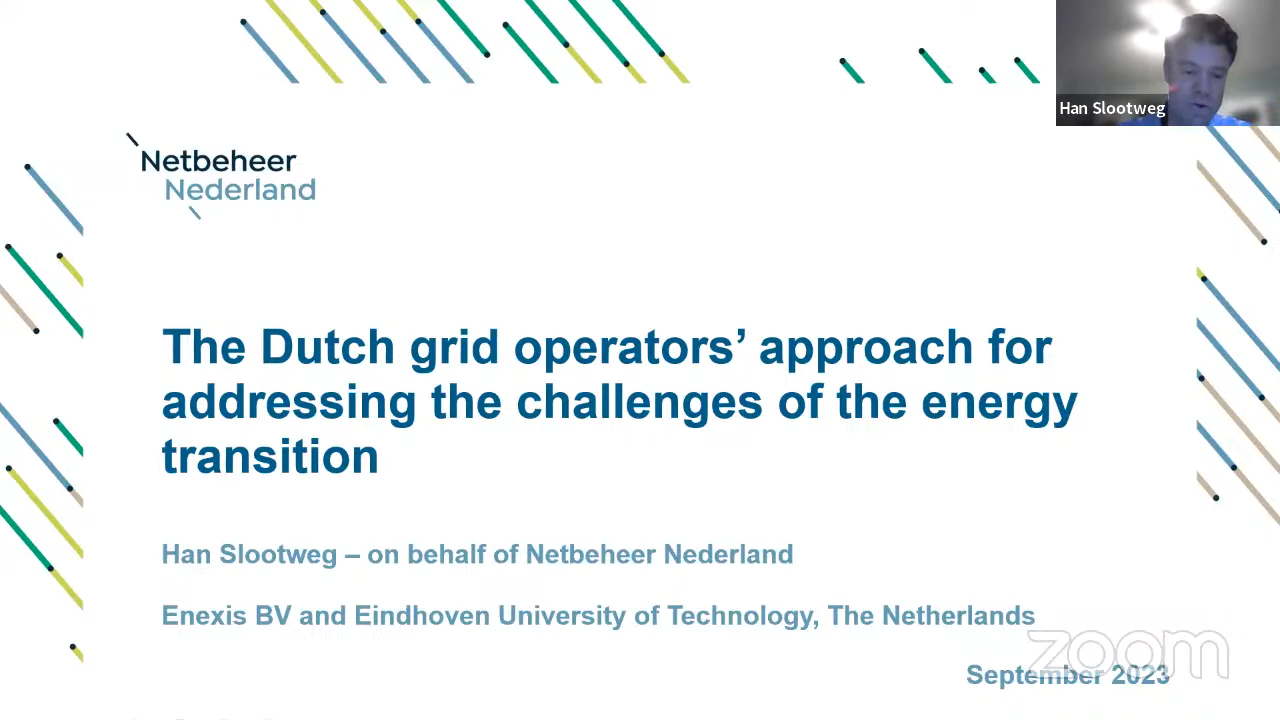 Han Slootweg
Netbeheer
Nederland
The Dutch grid operators’ approach for
addressing the challenges of the energy
transition
Han Slootweg – on behalf of Netbeheer Nederland
Enexis BV and Eindhoven University of Technology, The Netherlands
zoom
September 2023